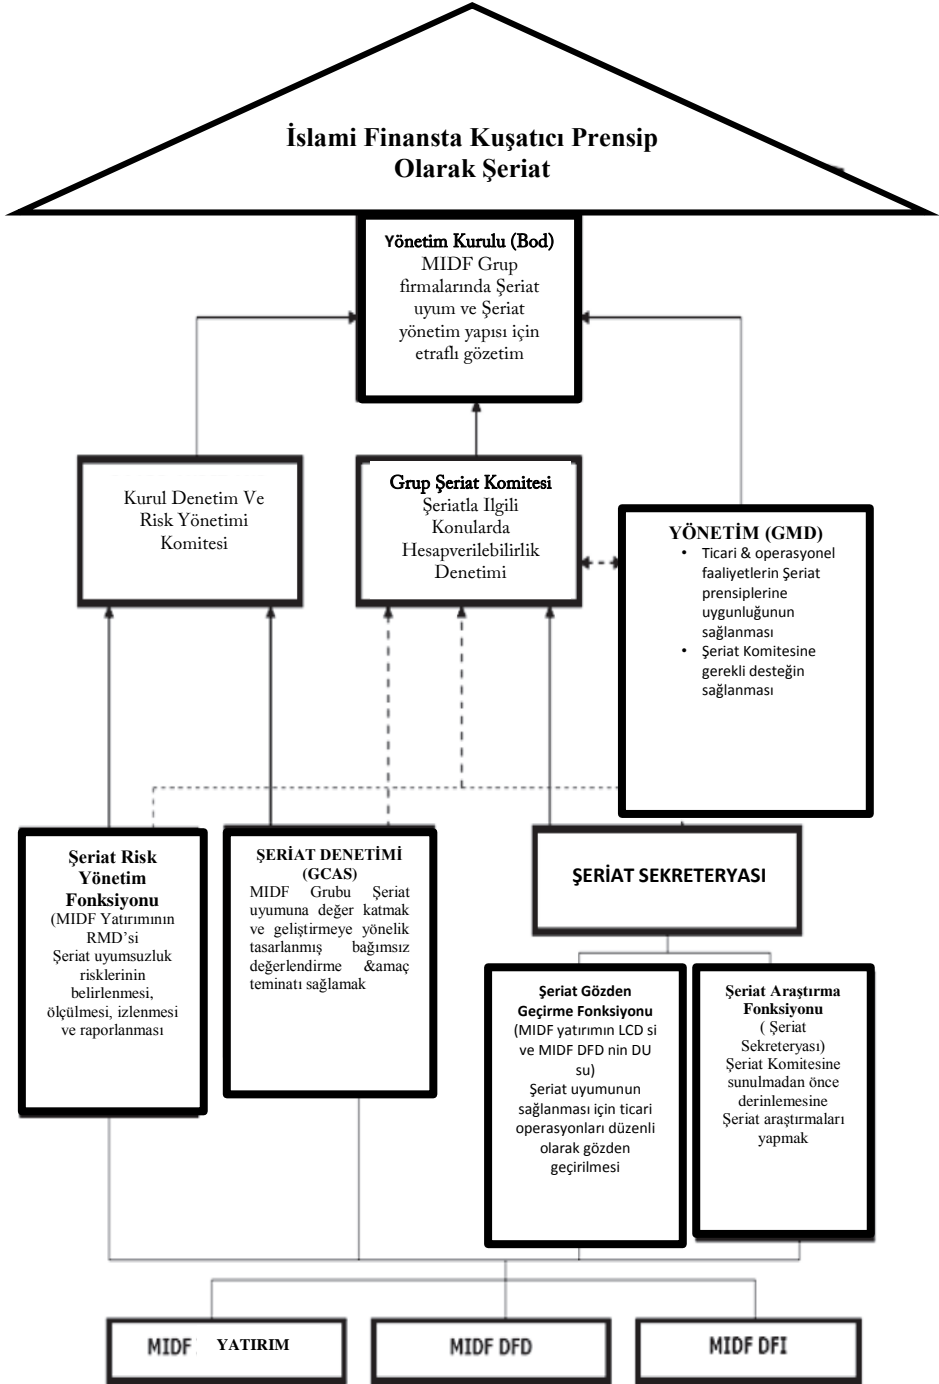 İslami Finansta Kuşatıcı Prensip
Olarak Şeriat
Yönetim Kurulu (Bod)
MIDF Grup
firmalarında Şeriat
uyum ve Şeriat
yönetim yapısı için
etraflı gözetim
Kurul Denetim Ve
Risk Yönetimi
Komitesi
Grup Şeriat Komitesi
Şeriatla Ilgili
Konularda
Hesapverilebilirlik
Denetimi
YÖNETİM (GMD)
• Ticari & operasyonel
faaliyetlerin Şeriat
prensiplerine
uygunluğunun
sağlanması
• Şeriat Komitesine
gerekli desteğin
sağlanması
Şeriat Risk
Yönetim
Fonksiyonu
(MIDF Yatırımının
RMD’si
Şeriat uyumsuzluk
risklerinin
belirlenmesi,
ölçülmesi, izlenmesi
ve raporlanması
ŞERİAT DENETİMİ
(GCAS)
MIDF Grubu Şeriat
uyumuna değer katmak
ve geliştirmeye yönelik
tasarlanmış bağımsız
değerlendirme &amaç
teminatı sağlamak
ŞERİAT SEKRETERYASI
Şeriat Gözden
Geçirme Fonksiyonu
(MIDF yatırımın LCD si
ve MIDF DFD nin DU
su)
Şeriat uyumunun
sağlanması için ticari
operasyonları düzenli
olarak gözden
geçirilmesi
Şeriat Araştırma
Fonksiyonu
( Şeriat
Sekreteryası)
Şeriat Komitesine
sunulmadan önce
derinlemesine
Şeriat araştırmaları
yapmak
MIDF YATIRIM
MIDF DFD
MIDF DFI